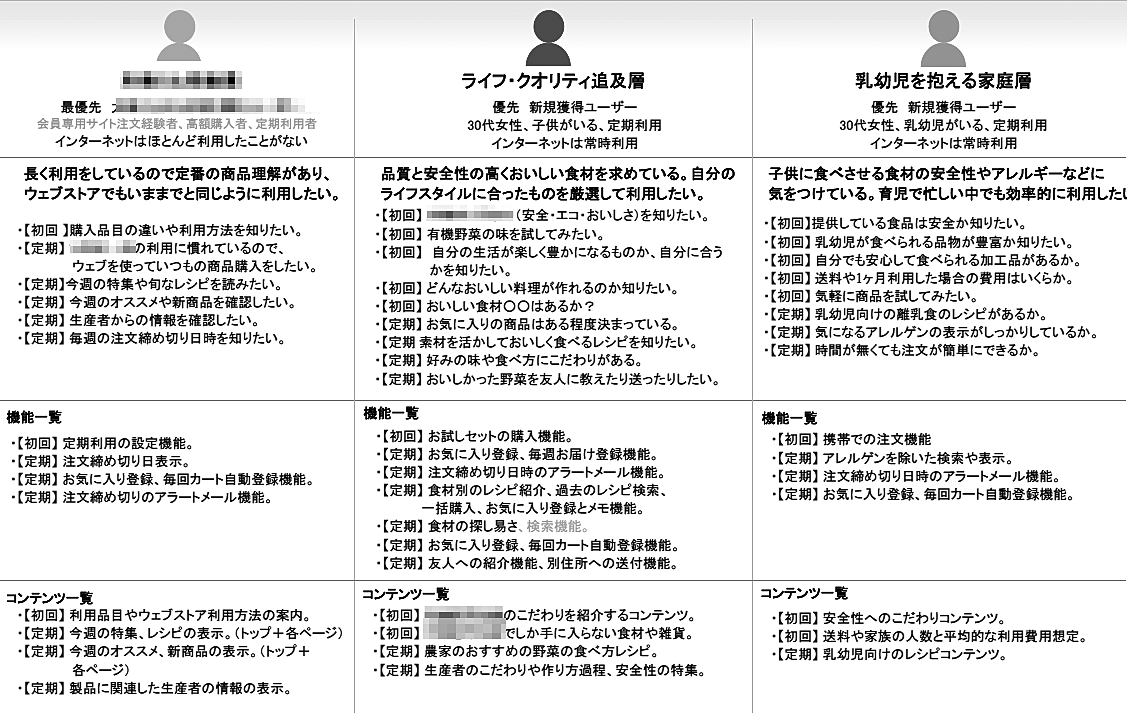 最優先
会員専用サイト注文経験者、高額購入者、定期利用者
インターネットはほとんど利用したことがない
長く利用をしているので定番の商品理解があり、
ウェブストアでもいままでと同じように利用したい。
・【初回 】購入品目の違いや利用方法を知りたい。
・【定期】 の利用に慣れているので、
ウェブを使っていつもの商品購入をしたい。
・【定期】今週の特集や旬なレシピを読みたい。
・【定期】 今週のオススメや新商品を確認したい。
・【定期】 生産者からの情報を確認したい。
・【定期】 毎週の注文締め切り日時を知りたい。
機能一覧
・【初回】 定期利用の設定機能。
・【定期】 注文締め切り日表示。
・【定期】 お気に入り登録、毎回カート自動登録機能。
・【定期】 注文締め切りのアラートメール機能。
コンテンツ一覧
・【初回】 利用品目やウェブストア利用方法の案内。
・【定期】 今週の特集、レシピの表示。（トップ＋各ページ）
・【定期】 今週のオススメ、新商品の表示。（トップ＋
各ページ）
・【定期】 製品に関連した生産者の情報の表示。
ライフ・クオリティ追及層
優先　新規獲得ユーザー
30代女性、子供がいる、定期利用
インターネットは常時利用
品質と安全性の高くおいしい食材を求めている。自分の
ライフスタイルに合ったものを厳選して利用したい。
・【初回】 （安全・エコ・おいしさ）を知りたい。
・【初回】 有機野菜の味を試してみたい。
・【初回】 自分の生活が楽しく豊かになるものか、自分に合う
かを知りたい。
・【初回】 どんなおいしい料理が作れるのか知りたい。
・【初回】 おいしい食材〇〇はあるか？
・【定期】 お気に入りの商品はある程度決まっている。
・【定期 素材を活かしておいしく食べるレシピを知りたい。
・【定期】 好みの味や食べ方にこだわりがある。
・【定期】 おいしかった野菜を友人に教えたり送ったりしたい。
機能一覧
・【初回】 お試しセットの購入機能。
・【定期】 お気に入り登録、毎週お届け登録機能。
・【定期】 注文締め切り日時のアラートメール機能。
・【定期】 食材別のレシピ紹介、過去のレシピ検索、
一括購入、お気に入り登録とメモ機能。
・【定期】 食材の探し易さ、検索機能。
・【定期】 お気に入り登録、毎回カート自動登録機能。
・【定期】 友人への紹介機能、別住所への送付機能。
コンテンツ一覧
・【初回】 のこだわりを紹介するコンテンツ。
・【初回】 でしか手に入らない食材や雑貨。
・【定期】 農家のおすすめの野菜の食べ方レシピ。
・【定期】 生産者のこだわりや作り方過程、安全性の特集。
乳幼児を抱える家庭層
優先　新規獲得ユーザー
30代女性、乳幼児がいる、定期利用
インターネットは常時利用
子供に食べさせる食材の安全性やアレルギーなどに
気をつけている。育児で忙しい中でも効率的に利用した
・【初回】提供している食品は安全か知りたい。
・【初回】 乳幼児が食べられる品物が豊富か知りたい。
・【初回】 自分でも安心して食べられる加工品があるか。
・【初回】 送料や1ヶ月利用した場合の費用はいくらか。
・【初回】 気軽に商品を試してみたい。
・【定期】 乳幼児向けの離乳食のレシピがあるか。
・【定期】 気になるアレルゲンの表示がしっかりしているか。
・【定期】 時間が無くても注文が簡単にできるか。
機能一覧
・【初回】 携帯での注文機能
・【定期】 アレルゲンを除いた検索や表示。
・【定期】 注文締め切り日時のアラートメール機能。
・【定期】 お気に入り登録、毎回カート自動登録機能。
コンテンツ一覧
・【初回】 安全性へのこだわりコンテンツ。
・【初回】 送料や家族の人数と平均的な利用費用想定。
・【定期】 乳幼児向けのレシピコンテンツ。